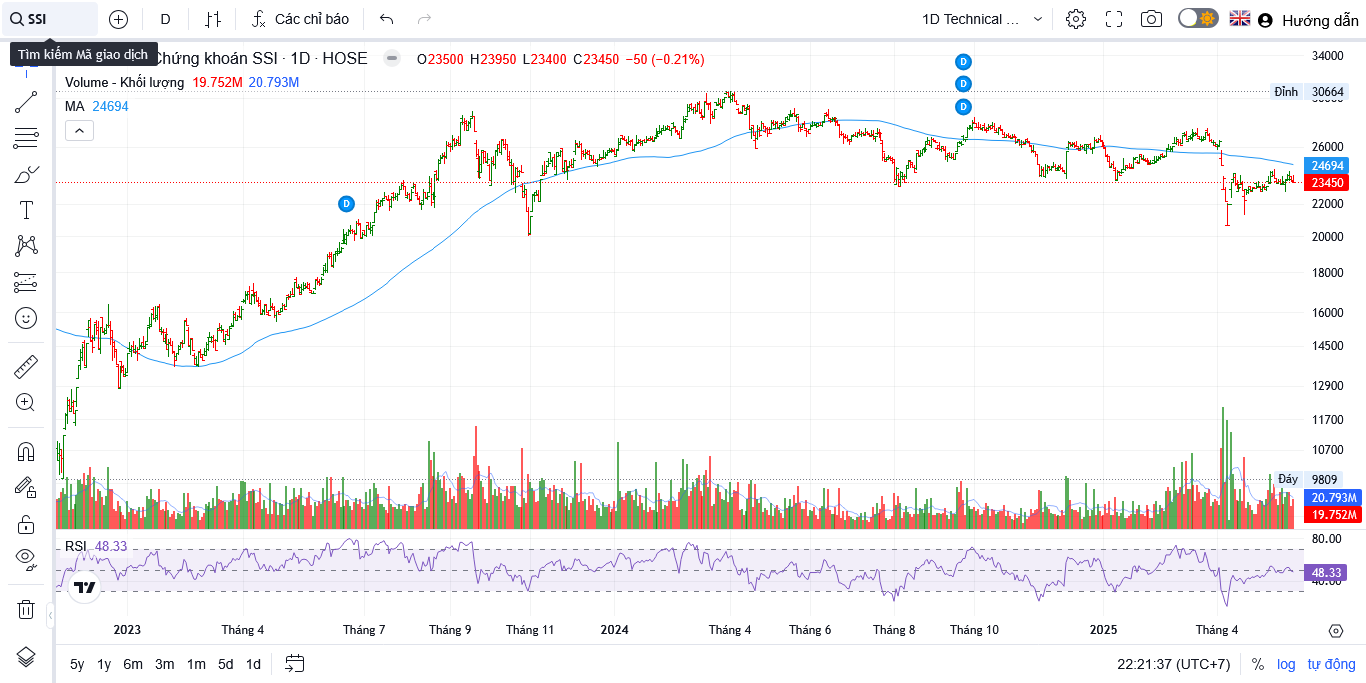 SSI
D
Các chỉ báo
1D Technical ...
Hướng dẫn
Tìm kiếm Mã giao dịch
Chứng khoán SSI · 1D · HOSE
O23500 H23950 L23400 C23450 −50 (−0.21%)
Volume - Khối lượng 19.752M 20.793M
MA 24694
D
D
D
D
34000
Đỉnh 30664
30000
26000
24694
23450
22000
20000
18000
16000
14500
12900
11700
10700
Đáy 9809
20.793M
19.752M
RSI 48.33
80.00
48.33
40.00
2023 Tháng 4 Tháng 7 Tháng 9 Tháng 11 2024 Tháng 4 Tháng 6 Tháng 8 Tháng 10 2025 Tháng 4
5y 1y 6m 3m 1m 5d 1d
22:21:37 (UTC+7) % log tự động